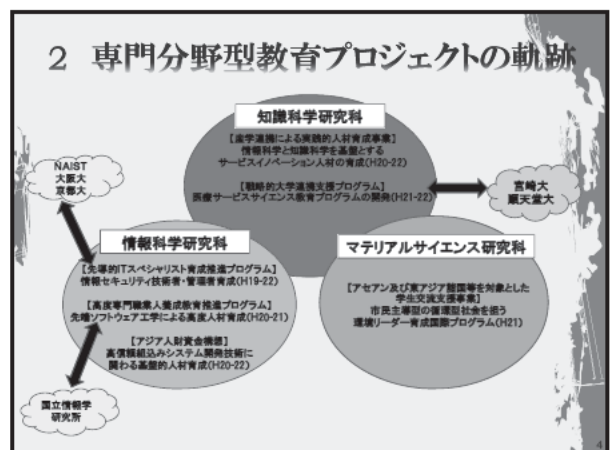 2 専門分野型教育プロジェクトの軌跡
知識科学研究科
【産学連携による実践的人材育成事業】
情報科学と知識科学を基盤とする
サービスイノベーション人材の育成(H20-22)
【戦略的大学連携支援プログラム】
医療サービスサイエンス教育プログラムの開発(H21-22)
NAIST
大阪大
京都大
宮崎大
順天堂大
情報科学研究科
【先導的ITスペシャリスト育成推進プログラム】
情報セキュリティ技術者・管理者育成(H19-22)
【高度専門職業人養成教育推進プログラム】
先端ソフトウェア工学による高度人材育成(H20-21)
【アジア人財資金構想】
高信頼組込みシステム開発技術に
関わる基盤的人材育成(H20-22)
マテリアルサイエンス研究科
【アセアン及び東アジア諸国等を対象とした
学生交流支援事業】
市民主導型の循環型社会を担う
環境リーダー育成国際プログラム(H21)
国立情報学
研究所
4